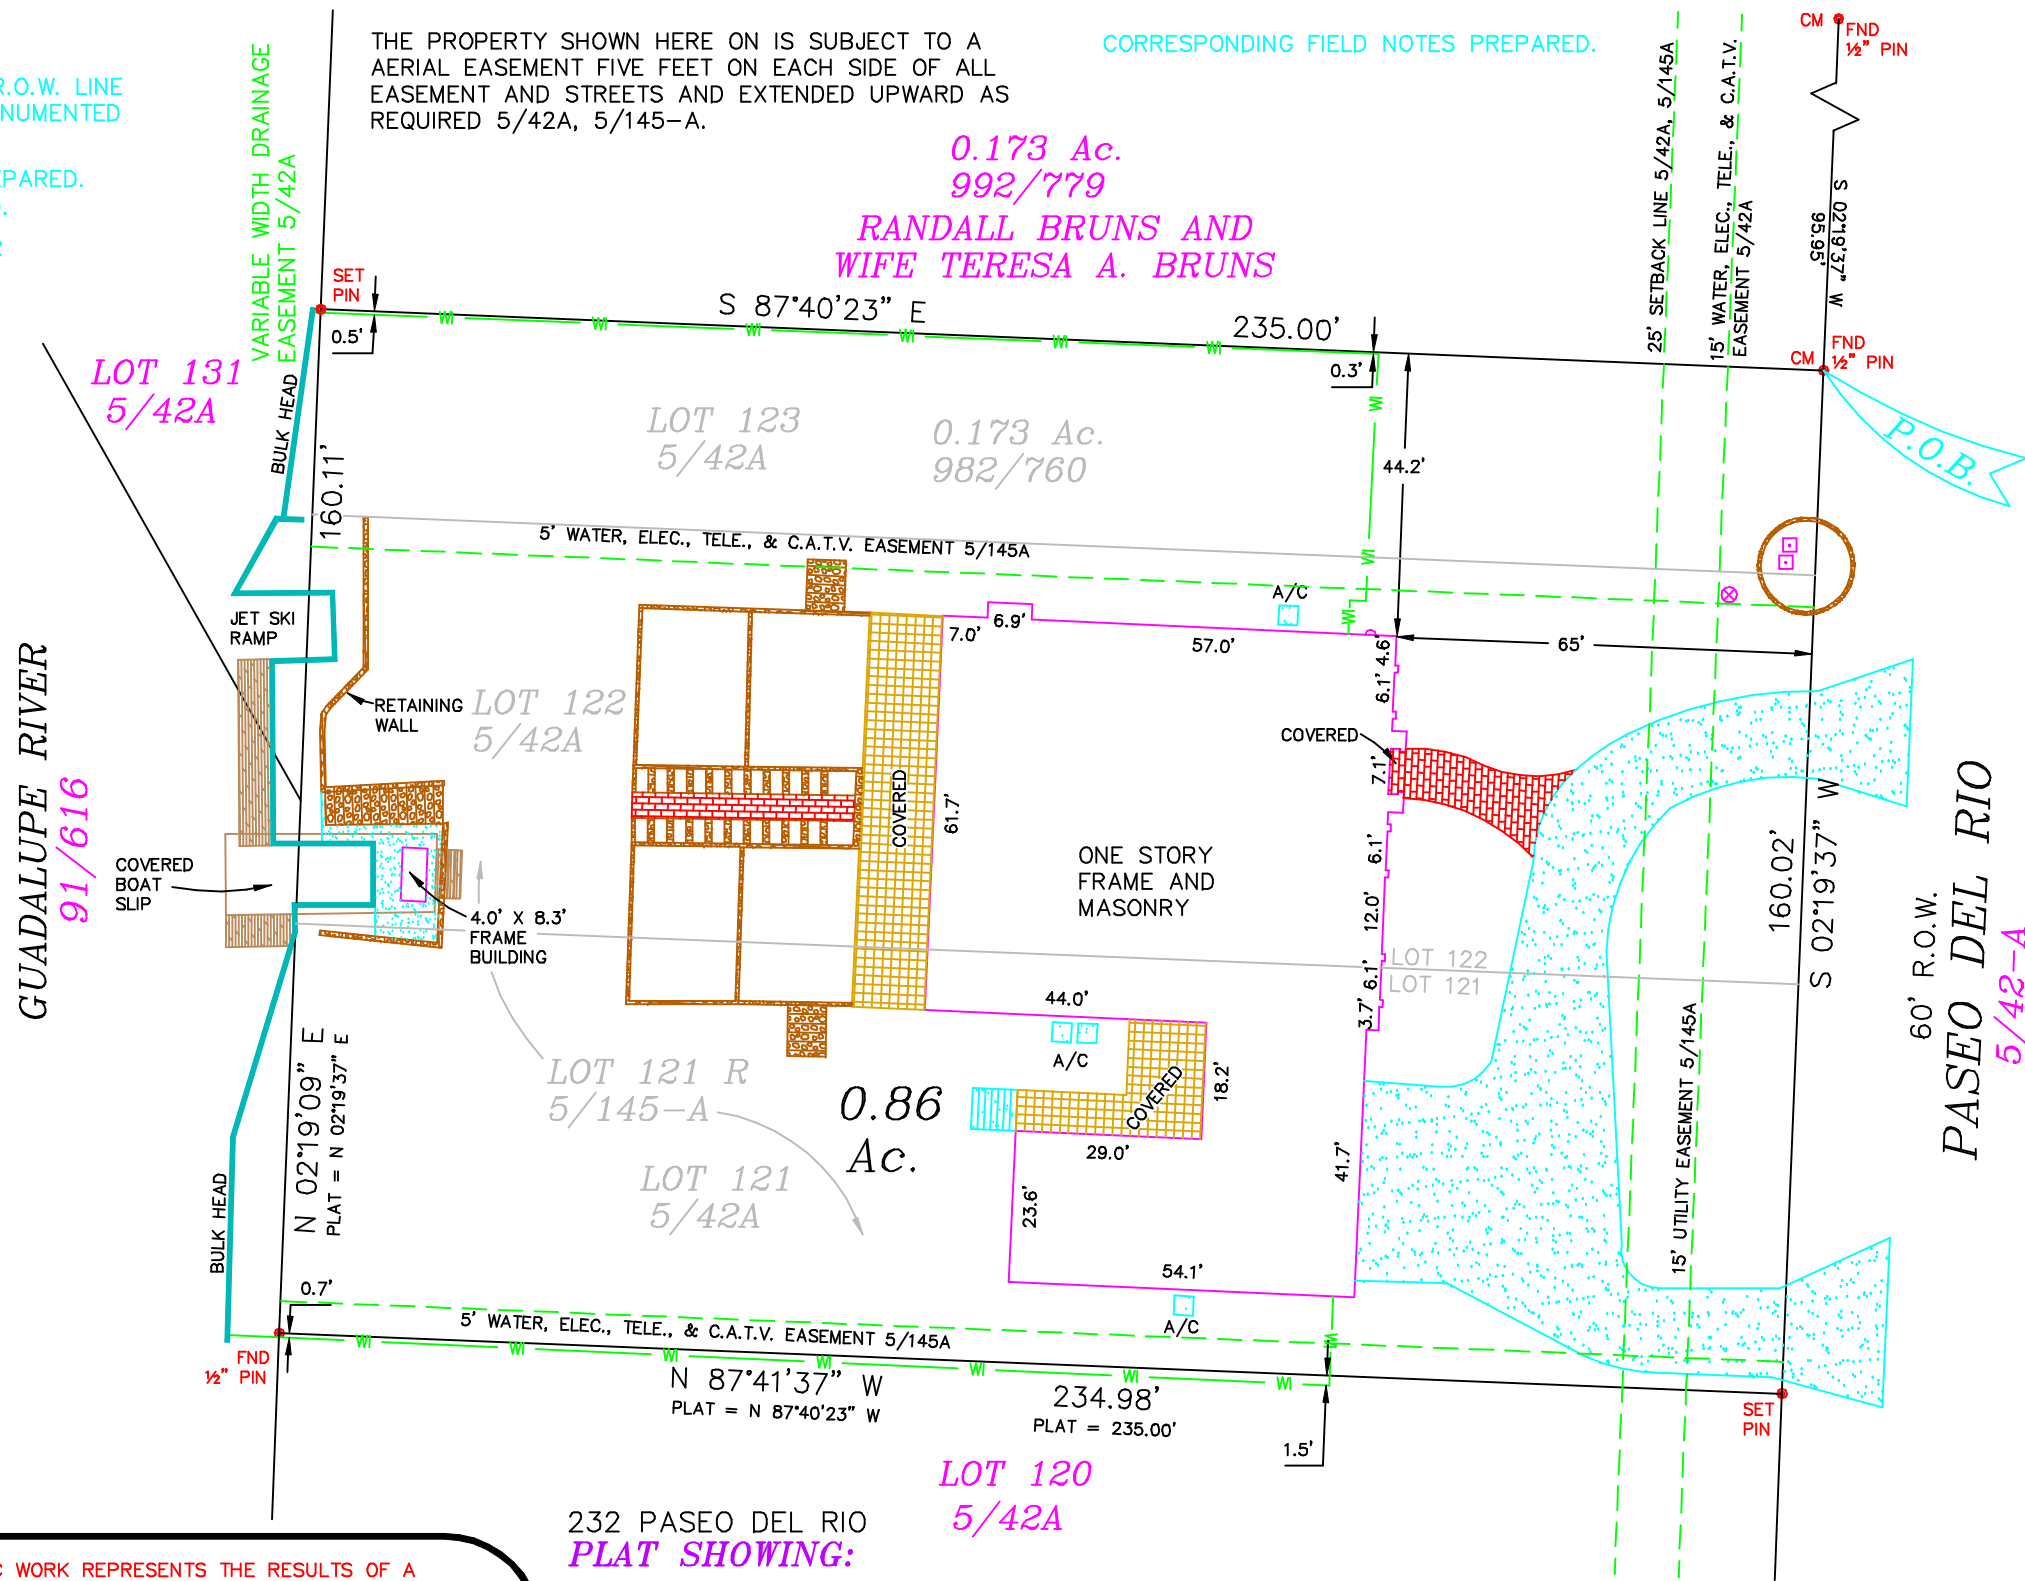 R.O.W. LINE
EPARED.
VARIABLE WIDTH DRAINAGE
EASEMENT 5/42A
THE PROPERTY SHOWN HERE ON IS SUBJECT TO A
AERIAL EASEMENT FIVE FEET ON EACH SIDE OF ALL
EASEMENT AND STREETS AND EXTENDED UPWARD AS
REQUIRED 5/42A, 5/145-A.
CORRESPONDING FIELD NOTES PREPARED.
0.173 Ac.
992/779
RANDALL BRUNS AND
WIFE TERESA A. BRUNS
25' SETBACK LINE 5/42A, 5/145A
15' WATER, ELEC., TELE., & C.A.T.V.
EASEMENT 5/42A
CM
FND
½" PIN
S 02°19'37" W
95.95'
CM
FND
½" PIN
P.O.B.
SET
PIN
0.5'
S 87°40'23" E
235.00'
0.3'
LOT 131
5/42A
BULK HEAD
160.11'
LOT 123
5/42A
0.173 Ac.
982/760
44.2'
5' WATER, ELEC., TELE., & C.A.T.V. EASEMENT 5/145A
A/C
JET SKI
RAMP
7.0'
6.9'
57.0'
4.6'
6.1'
65'
RETAINING
WALL
LOT 122
5/42A
COVERED
7.1'
COVERED
61.7'
GUADALUPE RIVER
91/616
COVERED
BOAT
SLIP
4.0' X 8.3'
FRAME
BUILDING
ONE STORY
FRAME AND
MASONRY
6.1'
12.0'
LOT 122
LOT 121
6.1'
3.7'
160.02'
S 02°19'37" W
60' R.O.W.
PASEO DEL RIO
5/42-A
44.0'
A/C
COVERED
18.2'
29.0'
23.6'
41.7'
54.1'
A/C
15' UTILITY EASEMENT 5/145A
N 02°19'09" E
PLAT = N 02°19'37" E
LOT 121 R
5/145-A
0.86
Ac.
LOT 121
5/42A
BULK HEAD
0.7'
FND
½" PIN
5' WATER, ELEC., TELE., & C.A.T.V. EASEMENT 5/145A
N 87°41'37" W
PLAT = N 87°40'23" W
234.98'
PLAT = 235.00'
1.5'
SET
PIN
LOT 120
5/42A
232 PASEO DEL RIO
PLAT SHOWING:
WORK REPRESENTS THE RESULTS OF A